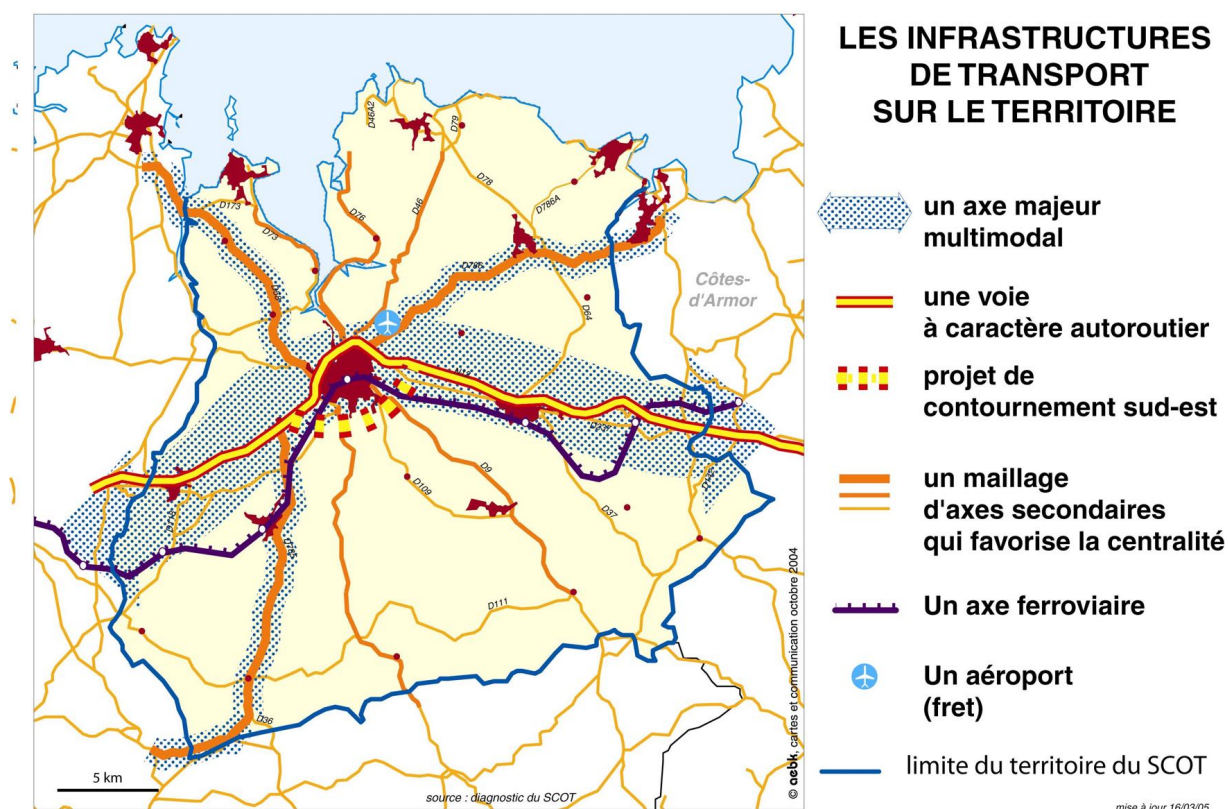 LES INFRASTRUCTURES
DE TRANSPORT
SUR LE TERRITOIRE
un axe majeur
multimodal
une voie
à caractère autoroutier
projet de
contournement sud-est
un maillage
d'axes secondaires
qui favorise la centralité
Un axe ferroviaire
Un aéroport
(fret)
limite du territoire du SCOT
mise à jour 16/03/05
D46A2
D79
D78
D786A
D173
D73
D76
D46
Côtes-
d'Armor
D64
D9
D109
D37
D111
D36
5 km
source : diagnostic du SCOT
© acbk, cartes et communication octobre 2004